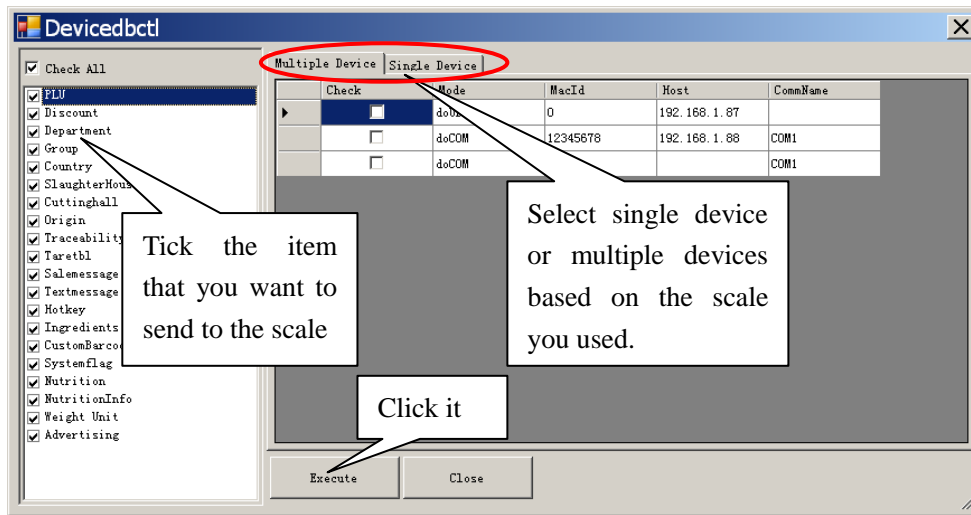 Devicedbctl
Check All
PLU
Discount
Department
Group
Country
Cuttinghall
Origin
Taretbl
Salemessage
Textmessage
Hotkey
Ingredients
Systemflag
Nutrition
NutritionInfo
Weight Unit
Advertising
Multiple Device Single Device
Check Mode MacId Host CommName
0 192.168.1.87
doCOM 12345678 192.168.1.88 COM1
doCOM COM1
Tick the item
that you want to
send to the scale
Select single device
or multiple devices
based on the scale
you used.
Click it
Execute Close